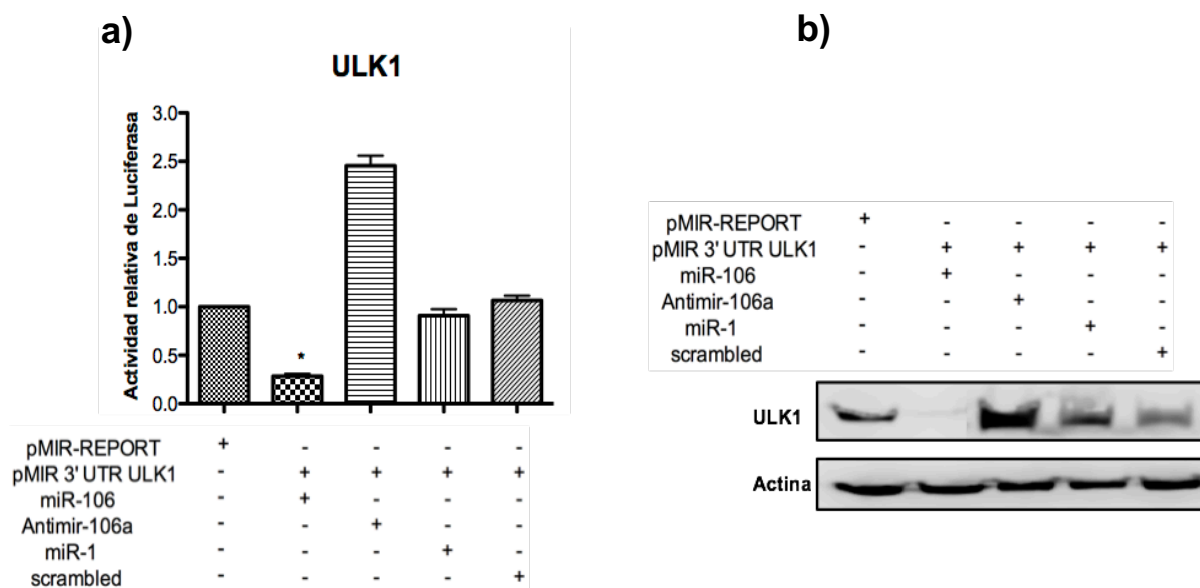 a)
ULK1
Actividad relativa de Luciferasa
3.0
2.5
2.0
1.5
1.0
0.5
0.0
*
pMIR-REPORT + - - - -
pMIR 3' UTR ULK1 - + + + +
miR-106 - + - - -
Antimir-106a - - + - -
miR-1 - - - + -
scrambled - - - - +
b)
pMIR-REPORT + - - - -
pMIR 3' UTR ULK1 - + + + +
miR-106 - + - - -
Antimir-106a - - + - -
miR-1 - - - + -
scrambled - - - - +
ULK1
Actina